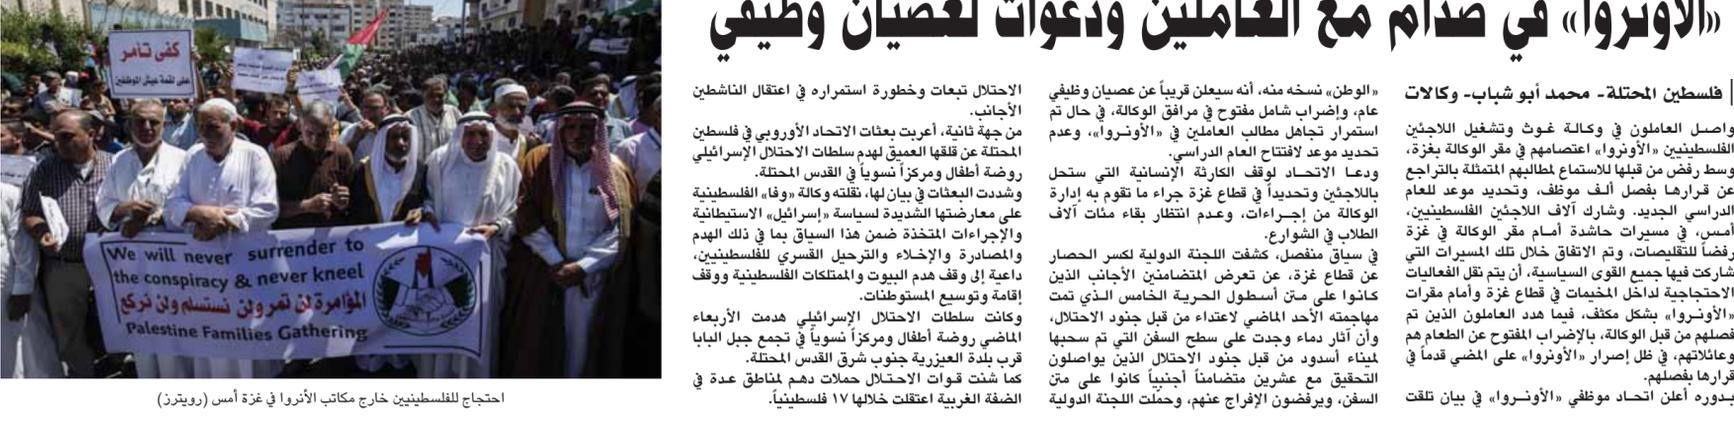 «الأونروا» في صدام مع العاملين ودعوات لعصيان وظيفي
فلسطين المحتلة- محمد أبو شباب- وكالات
واصل العاملون في وكالة غوث وتشغيل اللاجئين
الفلسطينيين «الأونروا» اعتصامهم في مقر الوكالة بغزة،
وسط رفض من قبلها للاستماع لمطالبهم المتمثلة بالتراجع
عن قرارها بفصل ألف موظف، وتحديد موعد للعام
الدراسي الجديد. وشارك آلاف اللاجئين الفلسطينيين،
أمس، في مسيرات حاشدة أمام مقر الوكالة في غزة
رفضاً للتقليصات، وتم الاتفاق خلال تلك المسيرات التي
شاركت فيها جميع القوى السياسية، أن يتم نقل الفعاليات
الاحتجاجية لداخل المخيمات في قطاع غزة وأمام مقرات
«الأونروا» بشكل مكثف، فيما هدد العاملون الذين تم
فصلهم من قبل الوكالة، بالإضراب المفتوح عن الطعام هم
وعائلاتهم، في ظل إصرار «الأونروا» على المضي قدماً في
قرارها بفصلهم.
بدوره أعلن اتحاد موظفي «الأونروا» في بيان تلقت
«الوطن» نسخه منه، أنه سيعلن قريباً عن عصيان وظيفي
عام، وإضراب شامل مفتوح في مرافق الوكالة، في حال تم
استمرار تجاهل مطالب العاملين في «الأونروا»، وعدم
تحديد موعد لافتتاح العام الدراسي.
ودعا الاتحاد لوقف الكارثة الإنسانية التي ستحل
باللاجئين وتحديداً في قطاع غزة جراء ما تقوم به إدارة
الوكالة من إجراءات، وعدم انتظار بقاء مئات آلاف
الطلاب في الشوارع.
في سياق منفصل، كشفت اللجنة الدولية لكسر الحصار
عن قطاع غزة، عن تعرض المتضامنين الأجانب الذين
كانوا على متن أسطول الحرية الخامس الذي تمت
مهاجمته الأحد الماضي لاعتداء من قبل جنود الاحتلال،
وأن آثار دماء وجدت على سطح السفن التي تم سحبها
لميناء أسدود من قبل جنود الاحتلال الذين يواصلون
التحقيق مع عشرين متضامناً أجنبياً كانوا على متن
السفن، ويرفضون الإفراج عنهم، وحملت اللجنة الدولية
الاحتلال تبعات وخطورة استمراره في اعتقال الناشطين
الأجانب.
من جهة ثانية، أعربت بعثات الاتحاد الأوروبي في فلسطين
المحتلة عن قلقها العميق لهدم سلطات الاحتلال الإسرائيلي
روضة أطفال ومركزاً نسوياً في القدس المحتلة.
وشددت البعثات في بيان لها، نقلته وكالة «وفا» الفلسطينية
على معارضتها الشديدة لسياسة «إسرائيل» الاستيطانية
والإجراءات المتخذة ضمن هذا السياق بما في ذلك الهدم
والمصادرة والإخلاء والترحيل القسري للفلسطينيين،
داعية إلى وقف هدم البيوت والممتلكات الفلسطينية ووقف
إقامة وتوسيع المستوطنات.
وكانت سلطات الاحتلال الإسرائيلي هدمت الأربعاء
الماضي روضة أطفال ومركزاً نسوياً في تجمع جبل البابا
قرب بلدة العيزرية جنوب شرق القدس المحتلة.
كما شنت قوات الاحتلال حملات دهم لمناطق عدة في
الضفة الغربية اعتقلت خلالها ١٧ فلسطينياً.
كفى تآمر
على لقمة عيش الموظفين
We will never surrender to
the conspiracy & never kneel
المؤامرة لن تمر ولن نستسلم ولن نركع
Palestine Families Gathering
احتجاج للفلسطينيين خارج مكاتب الأنروا في غزة أمس (رويترز)